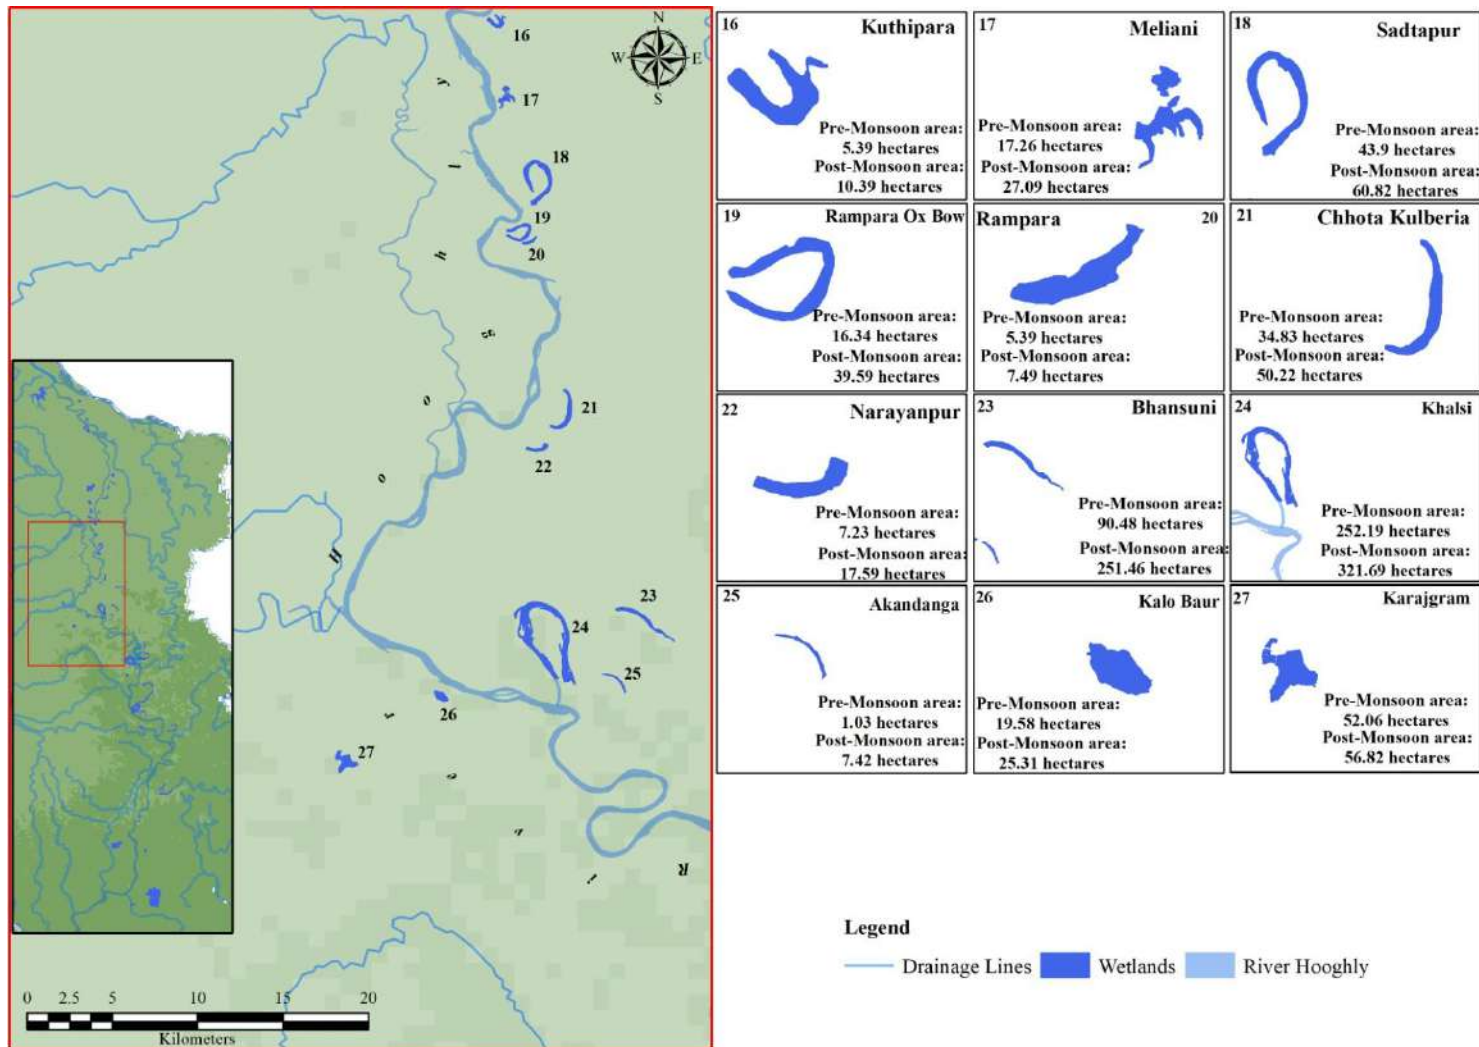 N
W E
S
16
17
18
19
20
21
22
23
24
25
26
27
H o o g h l y
R i v e r
0 2.5 5 10 15 20
Kilometers
16 Kuthipara
Pre-Monsoon area:
5.39 hectares
Post-Monsoon area:
10.39 hectares
17 Meliani
Pre-Monsoon area:
17.26 hectares
Post-Monsoon area:
27.09 hectares
18 Sadtapur
Pre-Monsoon area:
43.9 hectares
Post-Monsoon area:
60.82 hectares
19 Rampara Ox Bow
Pre-Monsoon area:
16.34 hectares
Post-Monsoon area:
39.59 hectares
Rampara 20
Pre-Monsoon area:
5.39 hectares
Post-Monsoon area:
7.49 hectares
21 Chhota Kulberia
Pre-Monsoon area:
34.83 hectares
Post-Monsoon area:
50.22 hectares
22 Narayanpur
Pre-Monsoon area:
7.23 hectares
Post-Monsoon area:
17.59 hectares
23 Bhansuni
Pre-Monsoon area:
90.48 hectares
Post-Monsoon area:
251.46 hectares
24 Khalsi
Pre-Monsoon area:
252.19 hectares
Post-Monsoon area:
321.69 hectares
25 Akandanga
Pre-Monsoon area:
1.03 hectares
Post-Monsoon area:
7.42 hectares
26 Kalo Baur
Pre-Monsoon area:
19.58 hectares
Post-Monsoon area:
25.31 hectares
27 Karajgram
Pre-Monsoon area:
52.06 hectares
Post-Monsoon area:
56.82 hectares
Legend
Drainage Lines Wetlands River Hooghly